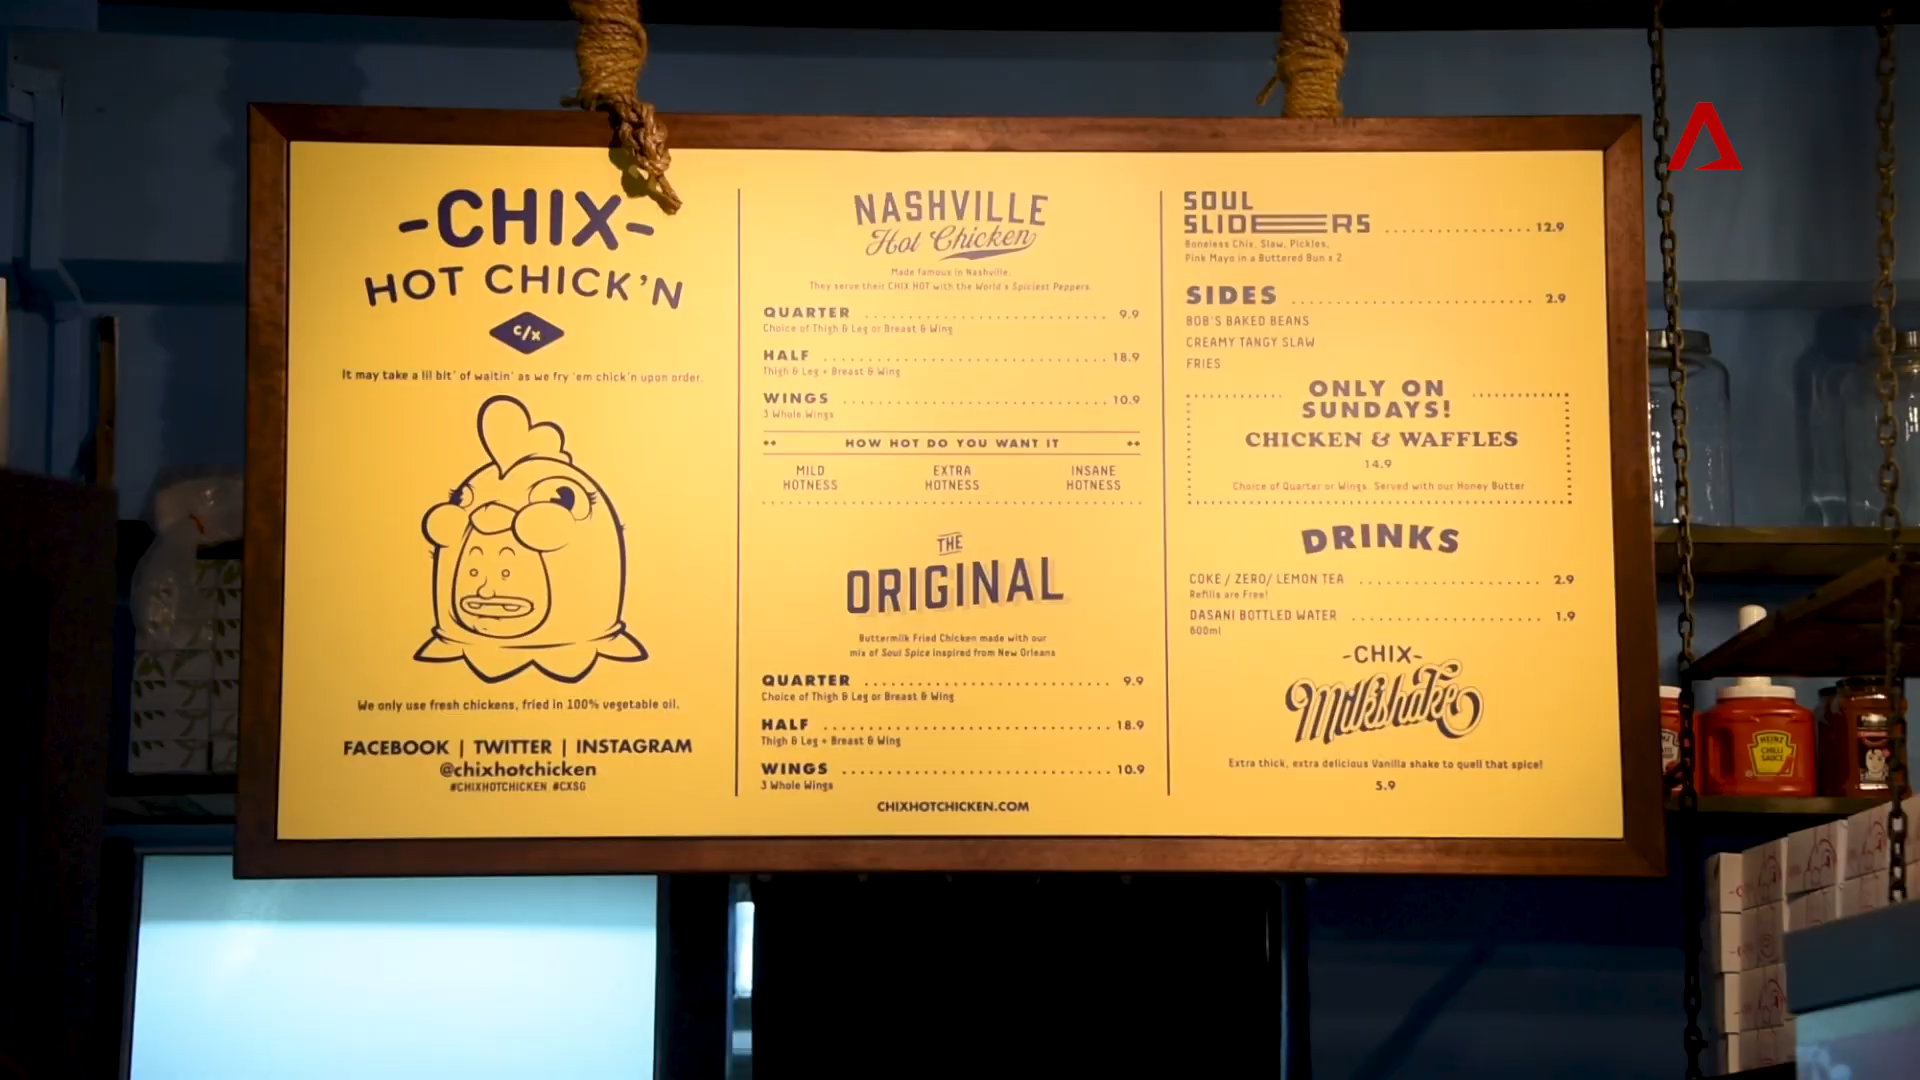 -CHIX-
HOT CHICK'N
C/X
It may take a lil bit' of waitin' as we fry 'em chick'n upon order.
We only use fresh chickens, fried in 100% vegetable oil.
FACEBOOK | TWITTER | INSTAGRAM
@chixhotchicken
#CHIXHOTCHICKEN #CXSG
NASHVILLE
Hot Chicken
Made famous in Nashville.
They serve their CHIX HOT with the World's Spiciest Peppers.
QUARTER ........ 9.9
Choice of Thigh & Leg or Breast & Wing
HALF ........ 18.9
Thigh & Leg + Breast & Wing
WINGS ........ 10.9
3 Whole Wings
HOW HOT DO YOU WANT IT
MILD HOTNESS
EXTRA HOTNESS
INSANE HOTNESS
THE
ORIGINAL
Buttermilk Fried Chicken made with our
mix of Soul Spice inspired from New Orleans
QUARTER ........ 9.9
Choice of Thigh & Leg or Breast & Wing
HALF ........ 18.9
Thigh & Leg + Breast & Wing
WINGS ........ 10.9
3 Whole Wings
CHIXHOTCHICKEN.COM
SOUL
SLIDERS ........ 12.9
Boneless Chix, Slaw, Pickles,
Pink Mayo in a Buttered Bun x 2
SIDES ........ 2.9
BOB'S BAKED BEANS
CREAMY TANGY SLAW
FRIES
ONLY ON
SUNDAYS!
CHICKEN & WAFFLES
14.9
Choice of Quarter or Wings. Served with our Honey Butter
DRINKS
COKE / ZERO/ LEMON TEA ........ 2.9
Refills are Free!
DASANI BOTTLED WATER ........ 1.9
600ml
-CHIX-
Milkshake
Extra thick, extra delicious Vanilla shake to quell that spice!
5.9
HEINZ
CHILLI
SAUCE